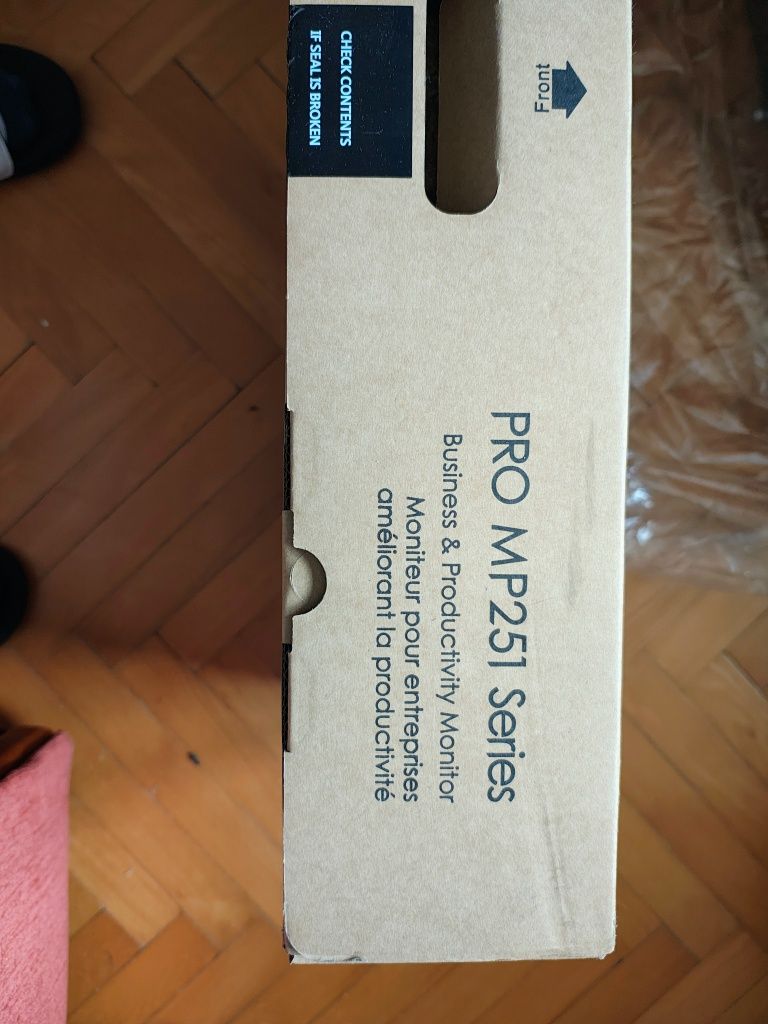 Front
CHECK CONTENTS
IF SEAL IS BROKEN
PRO MP251 Series
Business & Productivity Monitor
Moniteur pour entreprises
améliorant la productivité